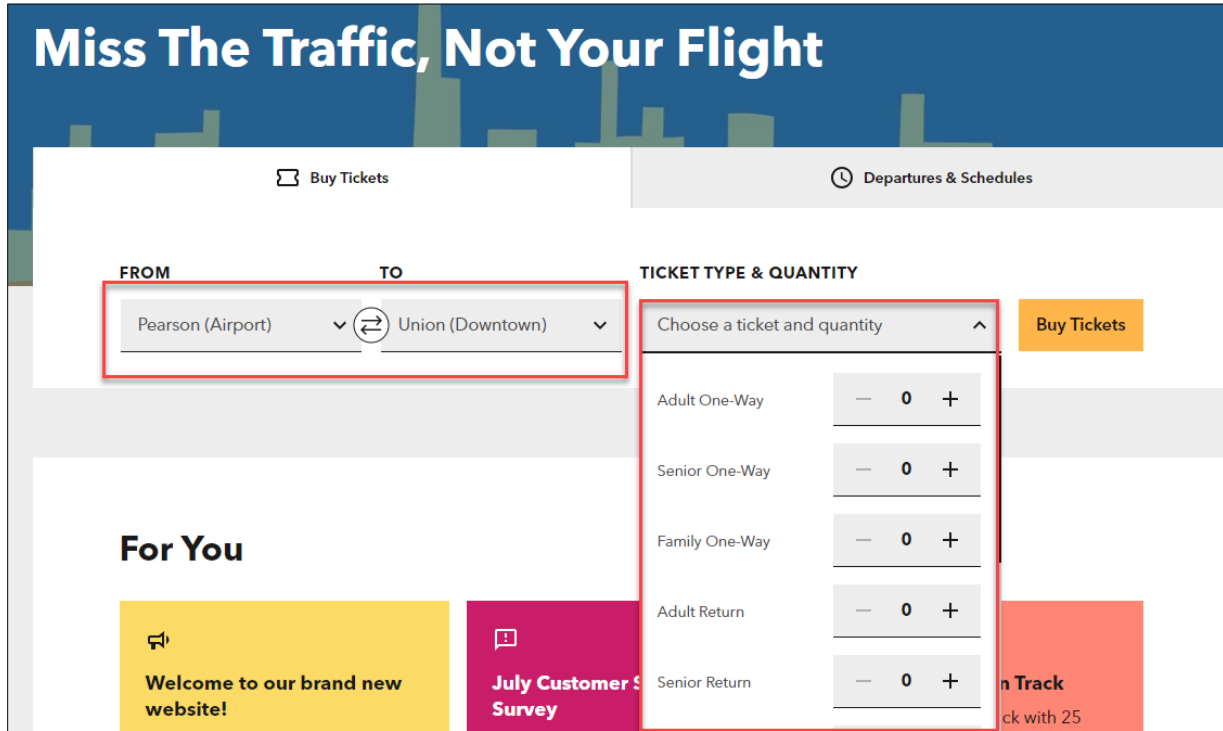 Miss The Traffic, Not Your Flight
Buy Tickets
Departures & Schedules
FROM
TO
TICKET TYPE & QUANTITY
Pearson (Airport)
Union (Downtown)
Choose a ticket and quantity
Buy Tickets
Adult One-Way
0
Senior One-Way
0
Family One-Way
0
Adult Return
0
Senior Return
0
For You
Welcome to our brand new
website!
July Customer
Survey
Track
with 25